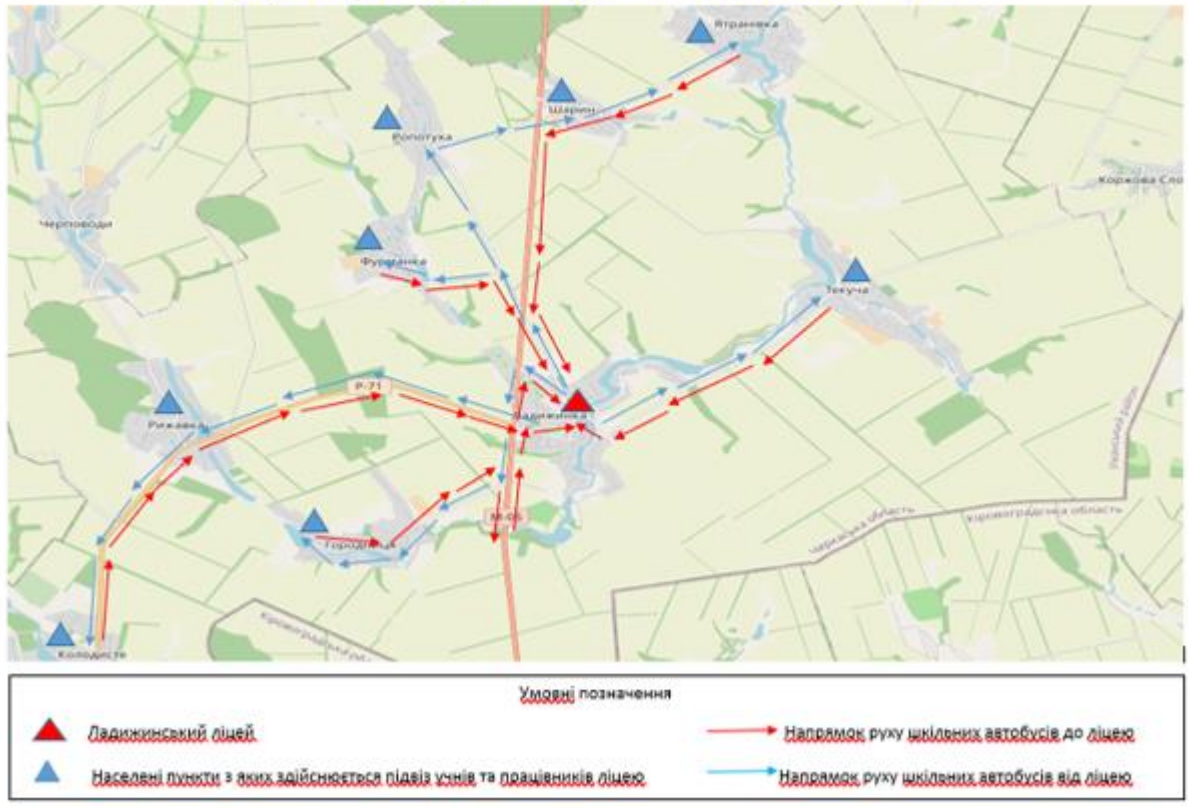 Ятранівка
Шарин
Ропотуха
Коржова Сло
Черповоди
Фурманка
Текуча
Р-71
Ладижинка
Рижавка
Уманський район
М-05
Городниця
Черкаська область
Кіровоградська область
Колодисте
Умовні позначення
Ладижинський ліцей
Напрямок руху шкільних автобусів до ліцею
Населені пункти з яких здійснюється підвіз учнів та працівників ліцею
Напрямок руху шкільних автобусів від ліцею